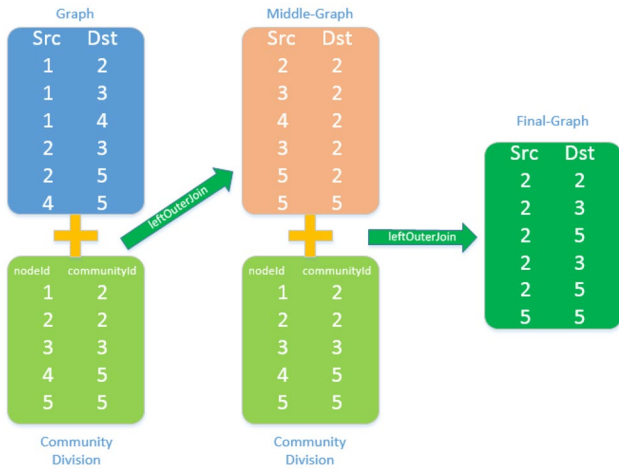 Graph
Src Dst
1 2
1 3
1 4
2 3
2 5
4 5
nodeId communityId
1 2
2 2
3 3
4 5
5 5
Community
Division
leftOuterJoin
Middle-Graph
Src Dst
2 2
3 2
4 2
3 2
5 2
5 5
nodeId communityId
1 2
2 2
3 3
4 5
5 5
Community
Division
leftOuterJoin
Final-Graph
Src Dst
2 2
2 3
2 5
2 3
2 5
5 5